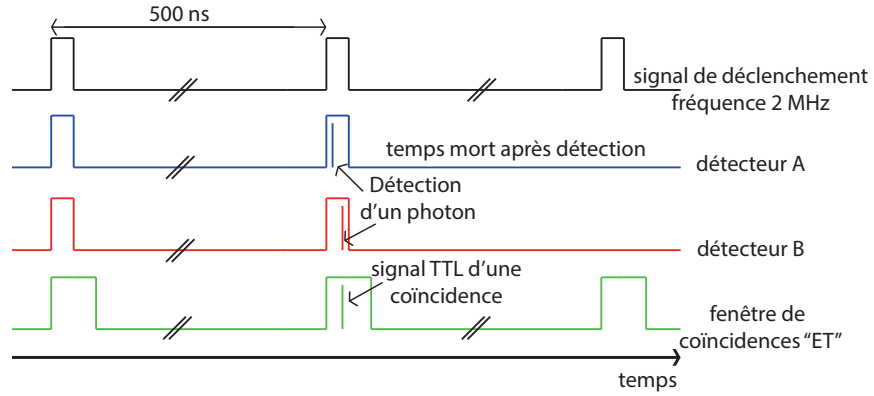 500 ns
signal de déclenchement
fréquence 2 MHz
temps mort après détection
détecteur A
Détection
d'un photon
détecteur B
signal TTL d'une
coïncidence
fenêtre de
coïncidences "ET"
temps